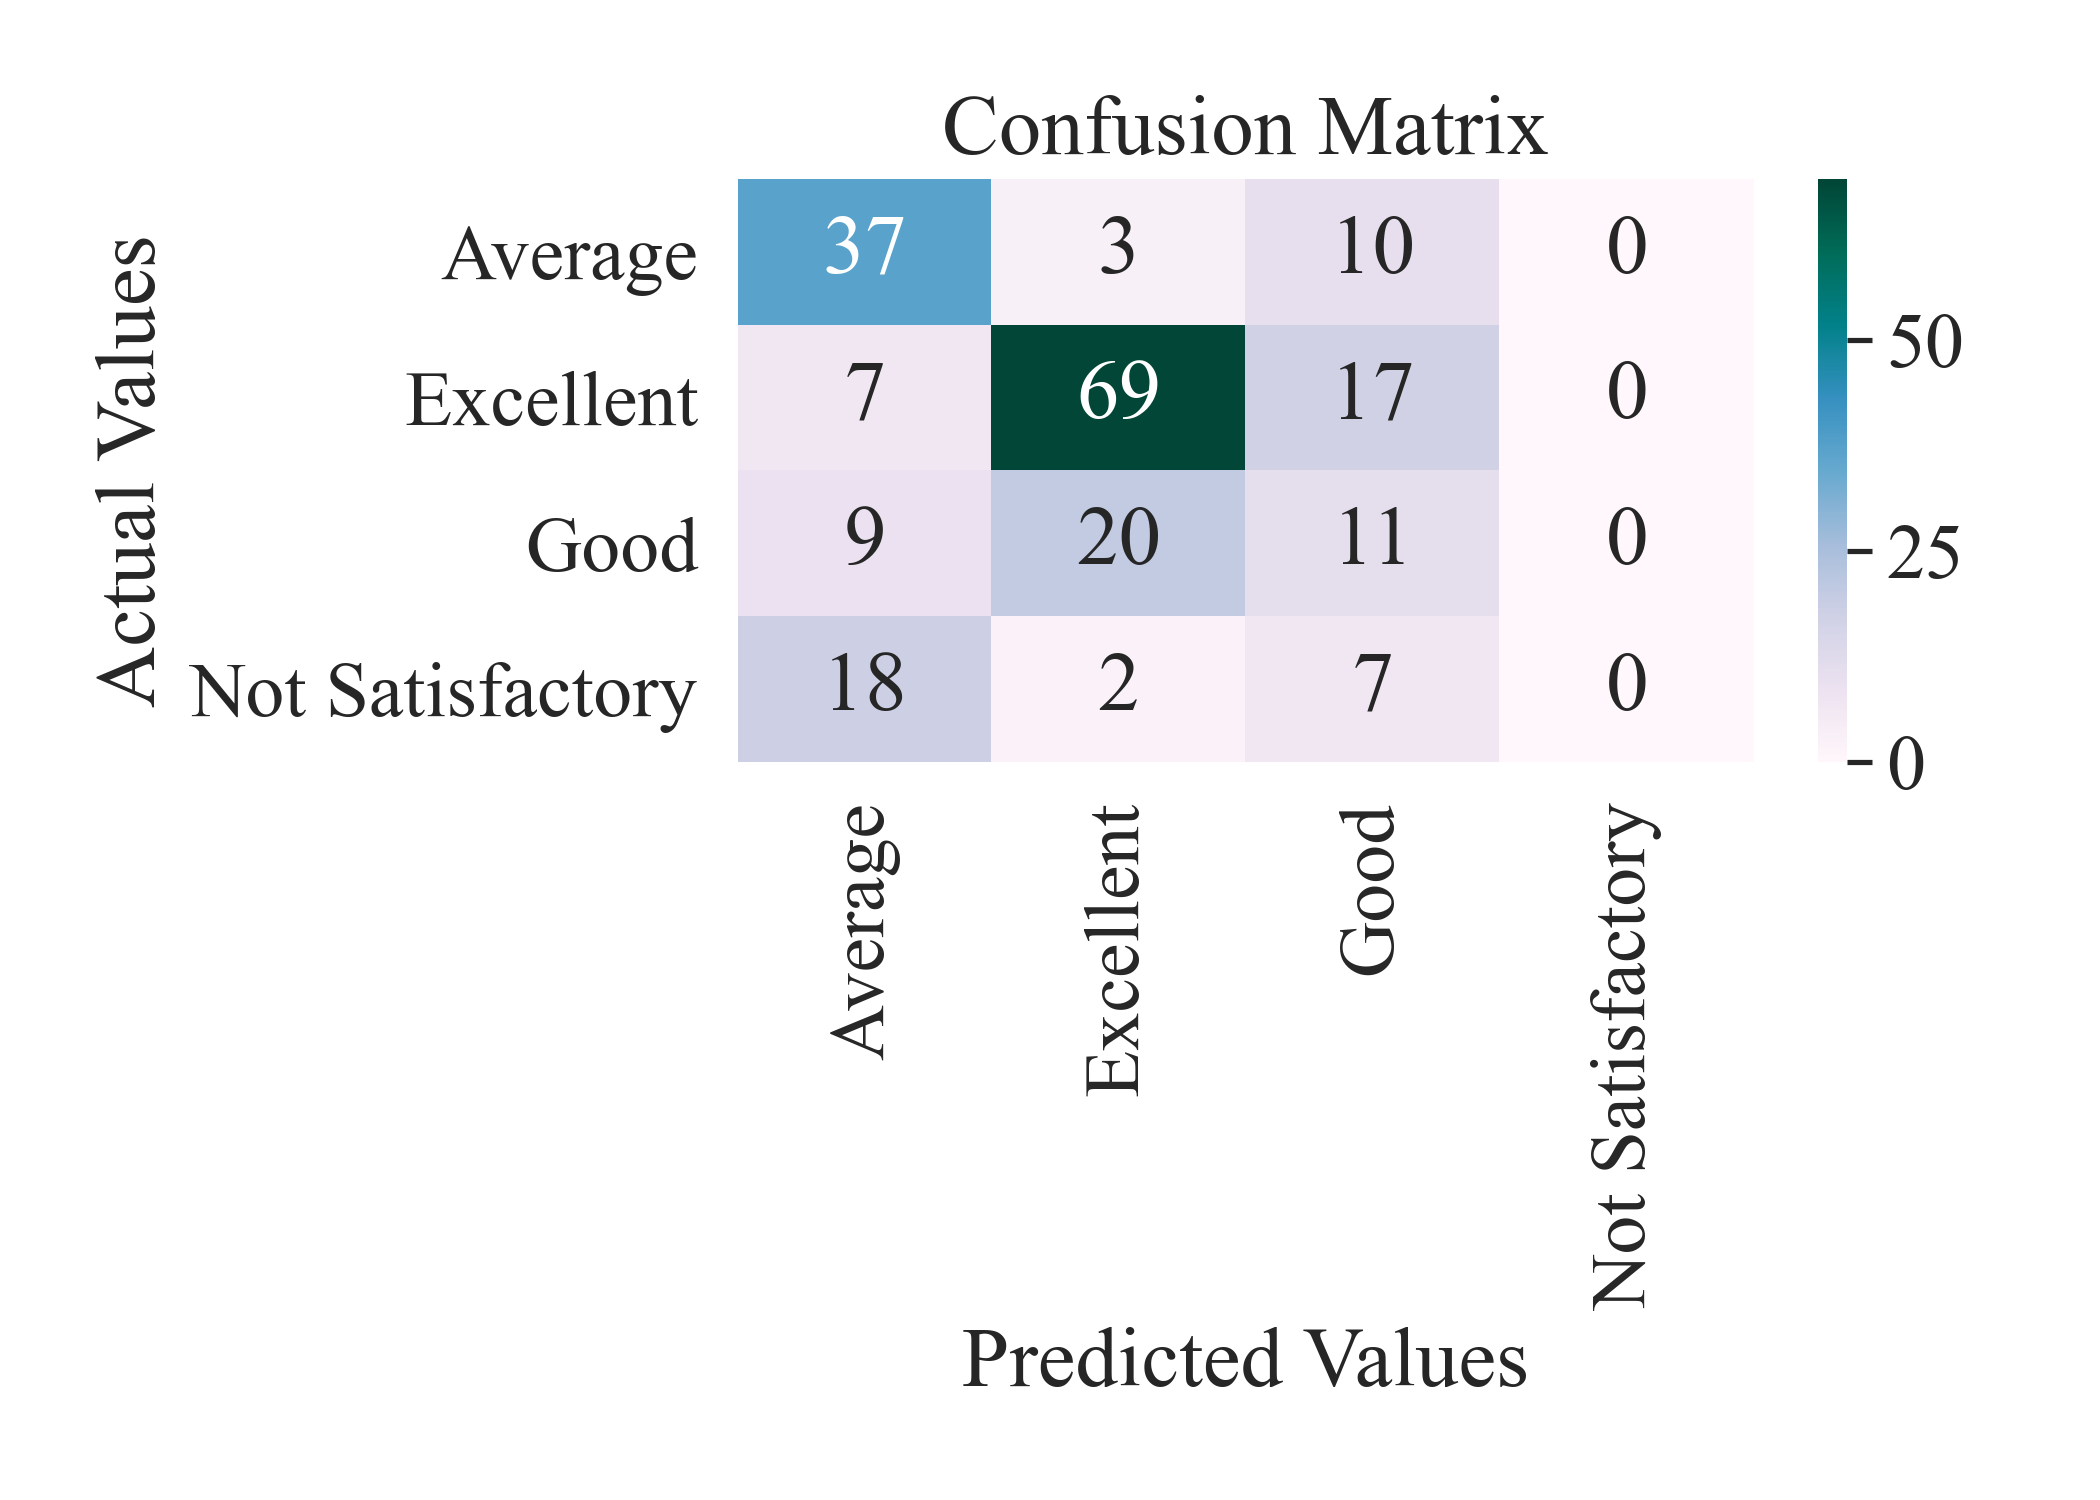 Confusion Matrix
Actual Values
Average 37 3 10 0
Excellent 7 69 17 0
Good 9 20 11 0
Not Satisfactory 18 2 7 0
50
25
0
Average
Excellent
Good
Not Satisfactory
Predicted Values